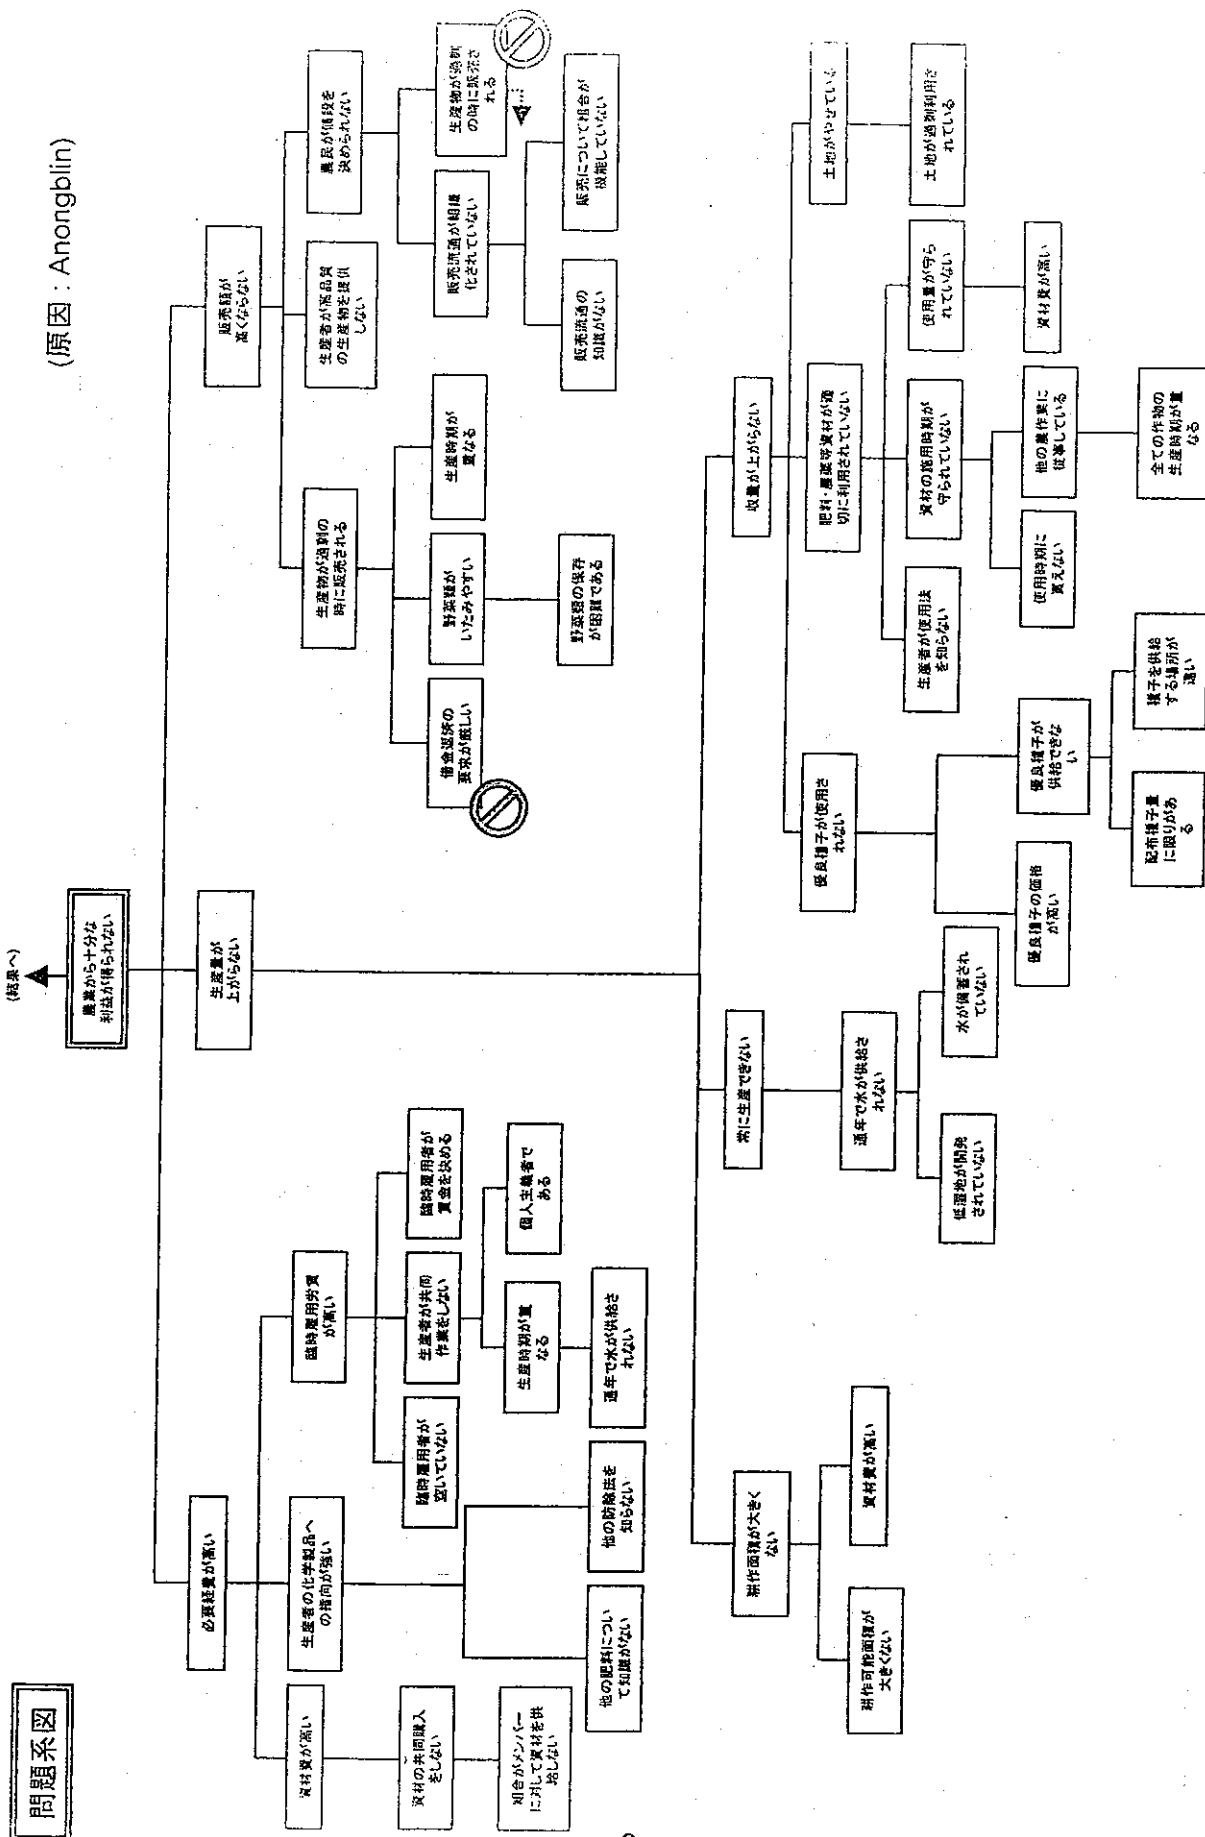 問題系図
(原因：Anongblin)
(結果へ)
農業から十分な
利益が得られない
必要経費が高い
生産量が
上がらない
販売額が
高くならない
資材費が高い
生産者の化学製品へ
の指向が強い
臨時雇用労賃
が高い
生産物が過剰の
時に販売される
生産者が高品質
の生産物を提供
しない
農民が値段を
決められない
資材の共同購入
をしない
臨時雇用者が
空いていない
生産者が共同
作業をしない
臨時雇用者が
賃金を決める
借金返済の
要求が厳しい
野菜類が
いたみやすい
生産時期が
重なる
販売流通が組織
化されていない
生産物が過剰
の時に販売さ
れる
組合がメンバー
に対して資材を供
給しない
生産時期が重
なる
個人主義者で
ある
他の肥料につい
て知識がない
他の防除法を
知らない
通年で水が供給さ
れない
野菜類の保存
が困難である
販売流通の
知識がない
販売について組合が
機能していない
耕作面積が大きく
ない
常に生産できない
収量が上がらない
優良種子が使用さ
れない
肥料・農薬等資材が適
切に利用されていない
土地がやせている
耕作可能面積が
大きくない
資材費が高い
通年で水が供給さ
れない
生産者が使用法
を知らない
資材の施用時期が
守られていない
使用量が守ら
れていない
土地が過剰利用さ
れている
低湿地が開発
されていない
水が備蓄され
ていない
優良種子の価格
が高い
優良種子が
供給できな
い
使用時期に
買えない
他の農作業に
従事している
資材費が高い
配布種子量
に限りがあ
る
種子を供給
する場所が
遠い
全ての作物の
生産時期が重
なる